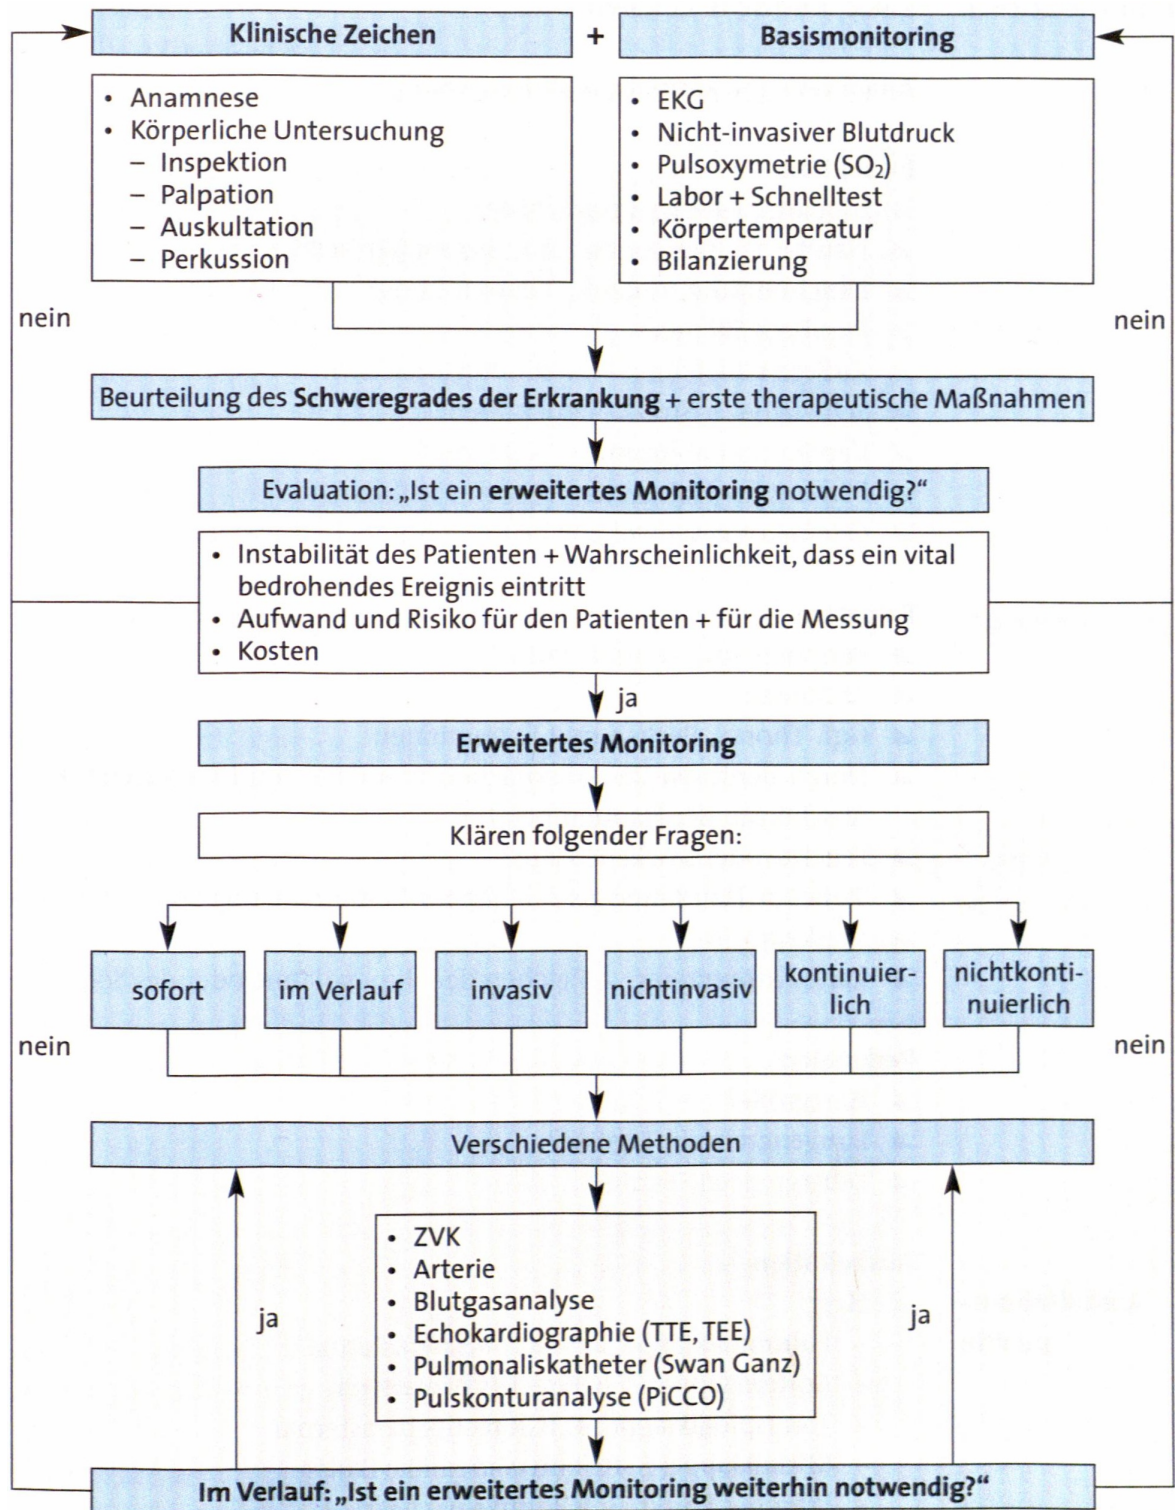 Klinische Zeichen + Basismonitoring
• Anamnese
• Körperliche Untersuchung
– Inspektion
– Palpation
– Auskultation
– Perkussion
• EKG
• Nicht-invasiver Blutdruck
• Pulsoxymetrie (SO₂)
• Labor + Schnelltest
• Körpertemperatur
• Bilanzierung
nein
nein
Beurteilung des Schweregrades der Erkrankung + erste therapeutische Maßnahmen
Evaluation: „Ist ein erweitertes Monitoring notwendig?“
• Instabilität des Patienten + Wahrscheinlichkeit, dass ein vital
bedrohendes Ereignis eintritt
• Aufwand und Risiko für den Patienten + für die Messung
• Kosten
ja
Erweitertes Monitoring
Klären folgender Fragen:
sofort
im Verlauf
invasiv
nichtinvasiv
kontinuier-
lich
nichtkonti-
nuierlich
nein
nein
Verschiedene Methoden
• ZVK
• Arterie
• Blutgasanalyse
• Echokardiographie (TTE, TEE)
• Pulmonaliskatheter (Swan Ganz)
• Pulskonturanalyse (PiCCO)
ja
ja
Im Verlauf: „Ist ein erweitertes Monitoring weiterhin notwendig?“